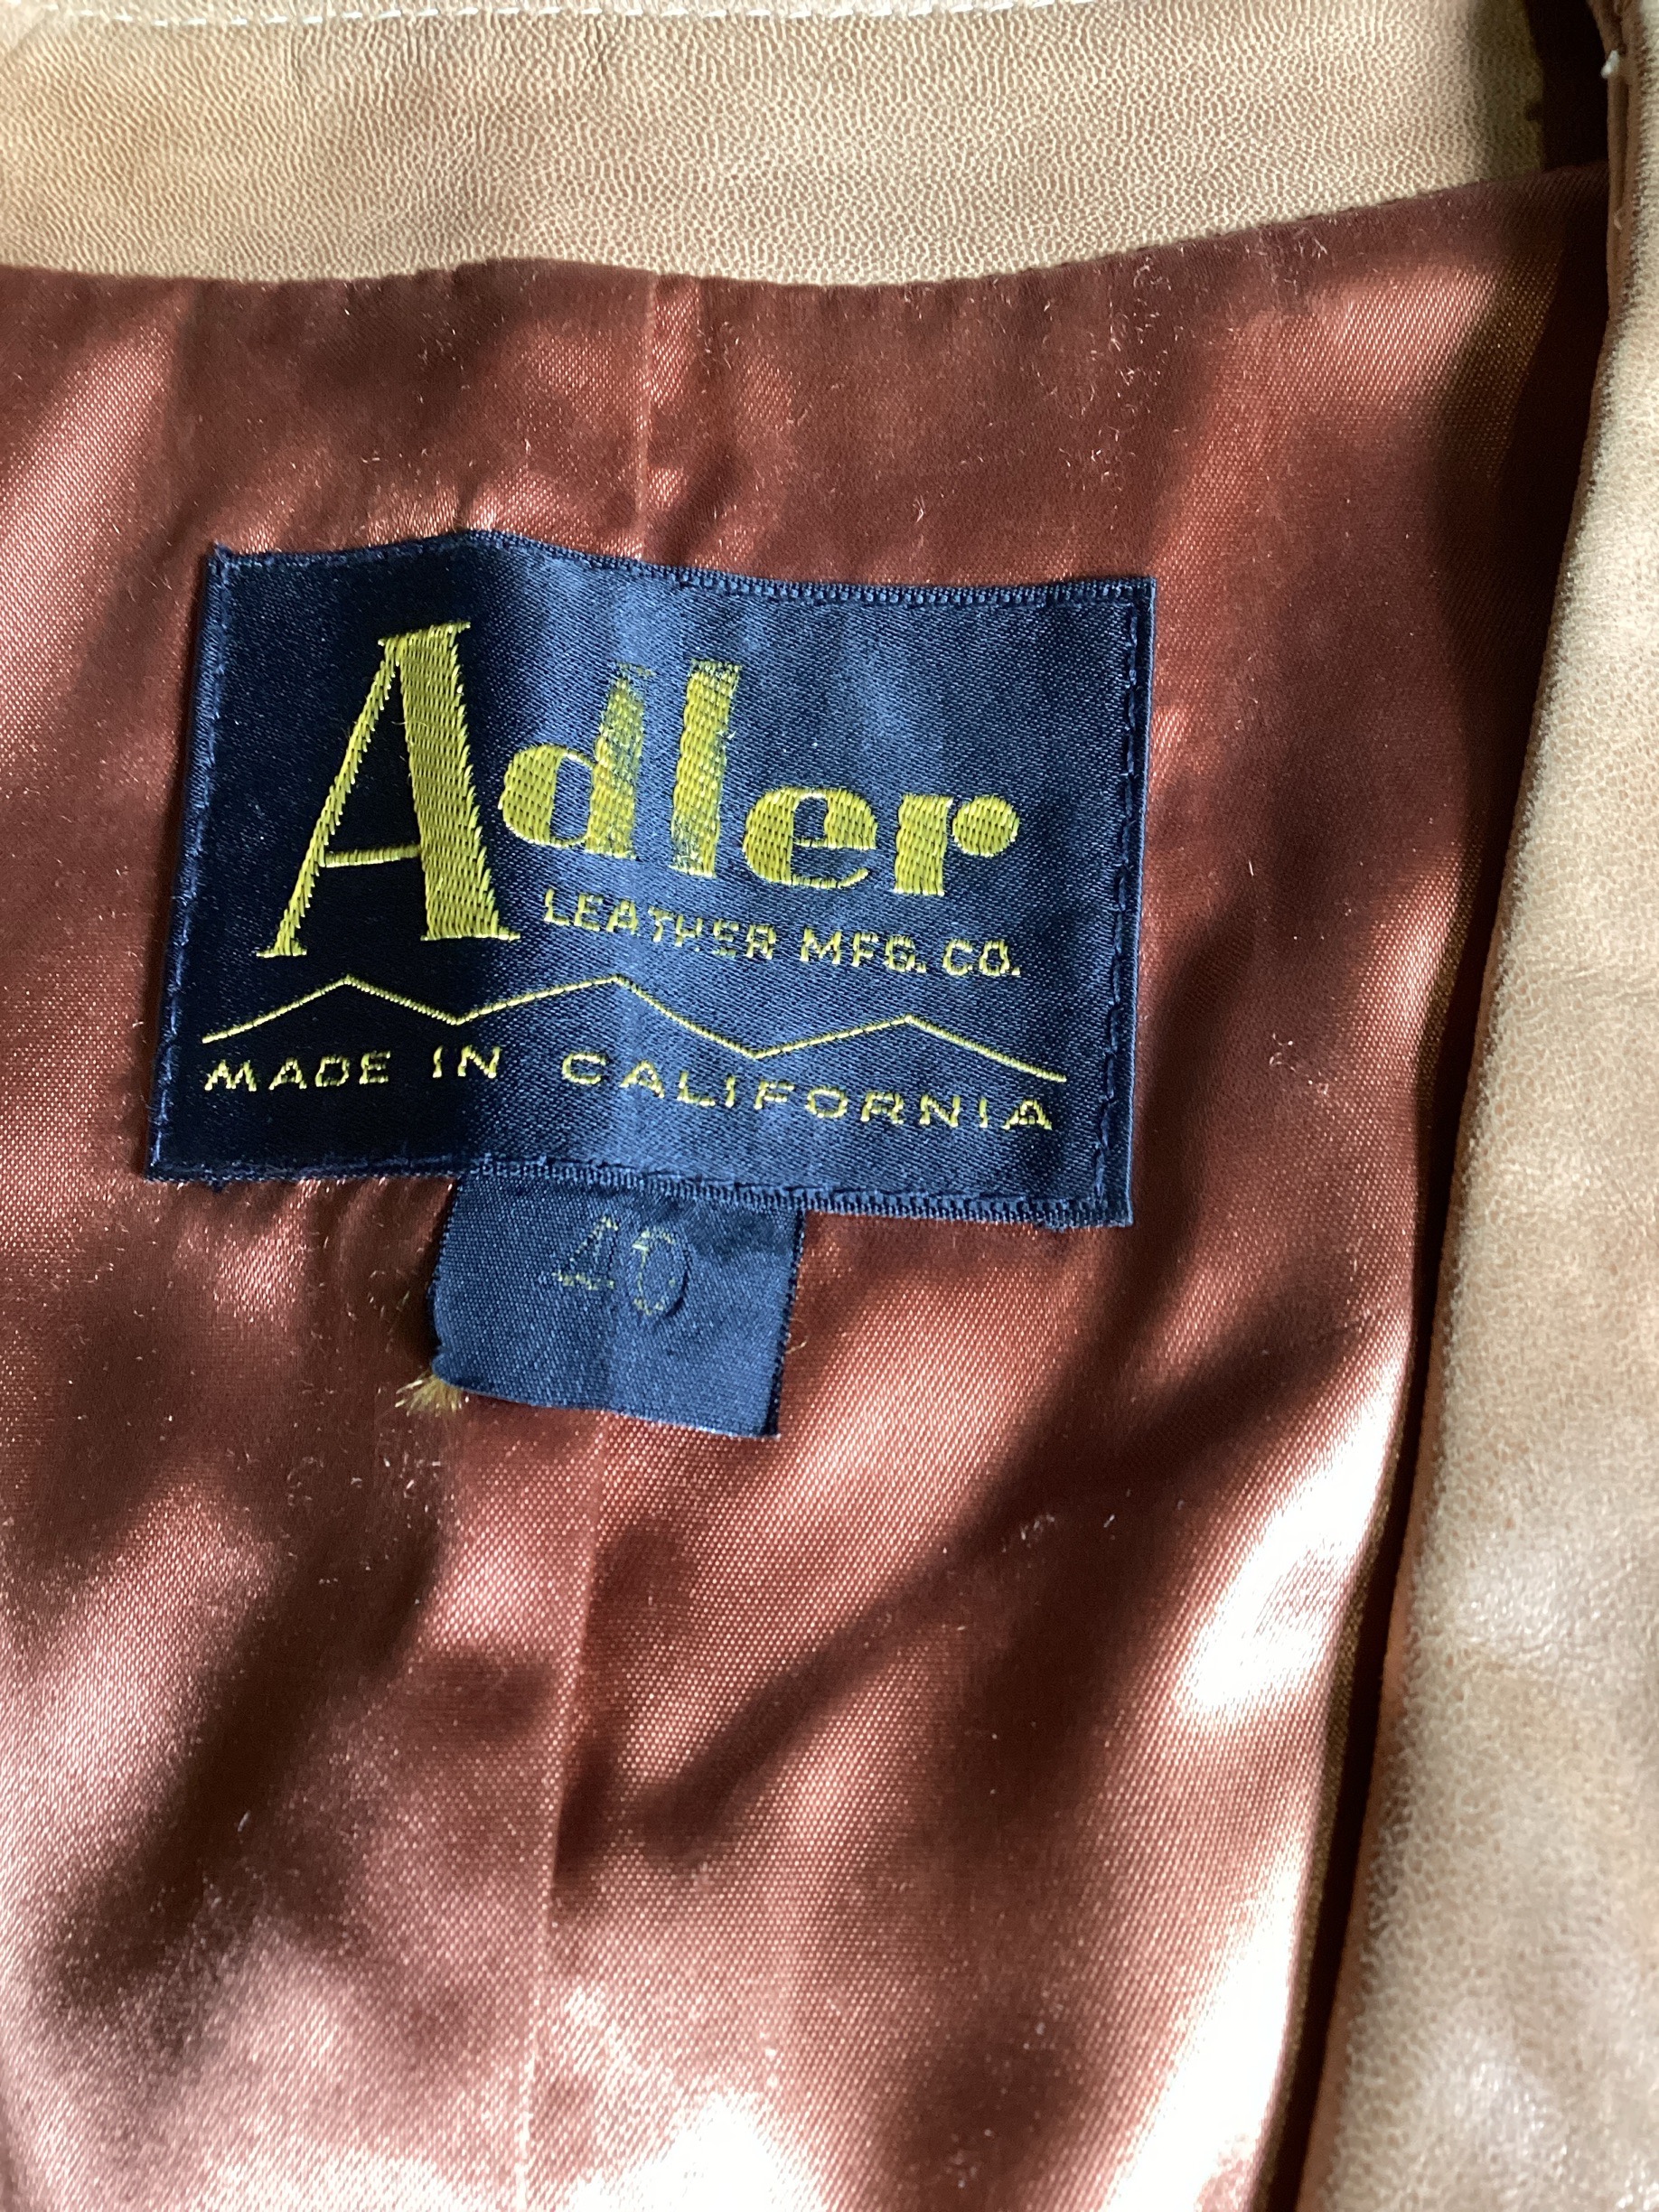 Adler
LEATHER MFG. CO.
MADE IN CALIFORNIA
40